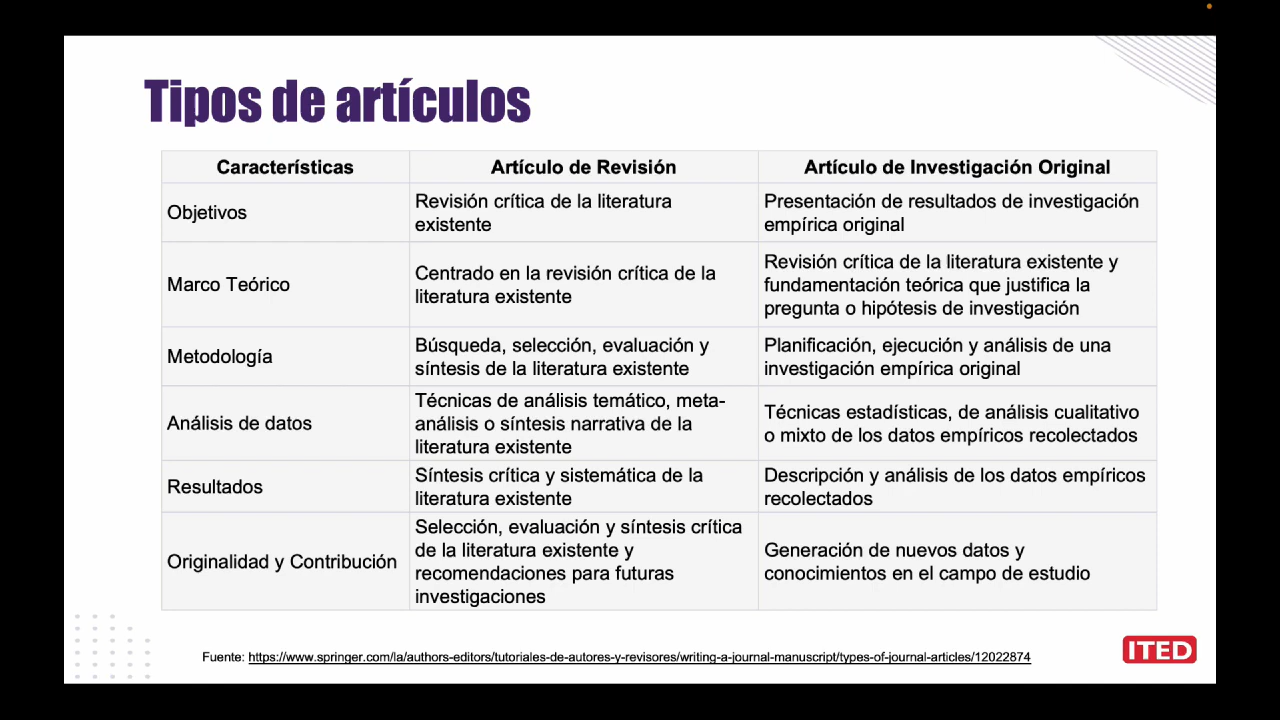 Tipos de artículos
Características
Artículo de Revisión
Artículo de Investigación Original
Objetivos
Revisión crítica de la literatura
existente
Presentación de resultados de investigación
empírica original
Marco Teórico
Centrado en la revisión crítica de la
literatura existente
Revisión crítica de la literatura existente y
fundamentación teórica que justifica la
pregunta o hipótesis de investigación
Metodología
Búsqueda, selección, evaluación y
síntesis de la literatura existente
Planificación, ejecución y análisis de una
investigación empírica original
Análisis de datos
Técnicas de análisis temático, meta-
análisis o síntesis narrativa de la
literatura existente
Técnicas estadísticas, de análisis cualitativo
o mixto de los datos empíricos recolectados
Resultados
Síntesis crítica y sistemática de la
literatura existente
Descripción y análisis de los datos empíricos
recolectados
Originalidad y Contribución
Selección, evaluación y síntesis crítica
de la literatura existente y
recomendaciones para futuras
investigaciones
Generación de nuevos datos y
conocimientos en el campo de estudio
Fuente: https://www.springer.com/la/authors-editors/tutoriales-de-autores-y-revisores/writing-a-journal-manuscript/types-of-journal-articles/12022874
ITED